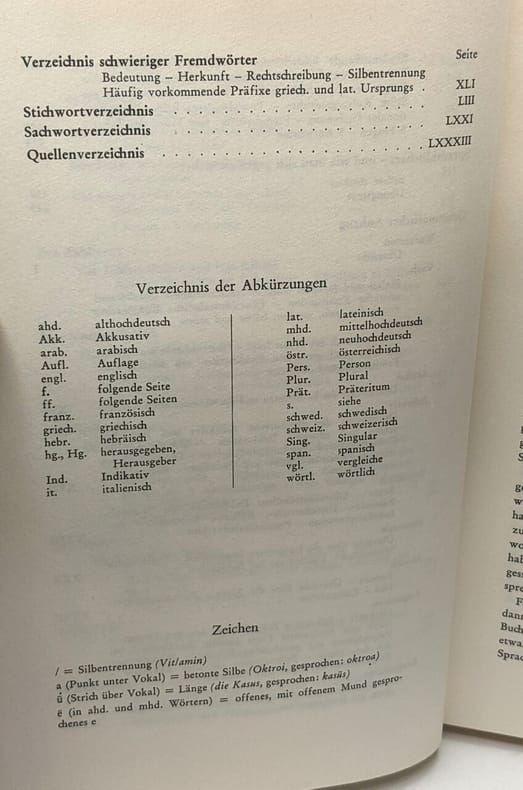 Seite
Verzeichnis schwieriger Fremdwörter
Bedeutung – Herkunft – Rechtschreibung – Silbentrennung
Häufig vorkommende Präfixe griech. und lat. Ursprungs . XLI
Stichwortverzeichnis . . . . . . . . . . . . . . . . LIII
Sachwortverzeichnis . . . . . . . . . . . . . . . . LXXI
Quellenverzeichnis . . . . . . . . . . . . . . . . LXXXIII
Verzeichnis der Abkürzungen
ahd. althochdeutsch
Akk. Akkusativ
arab. arabisch
Aufl. Auflage
engl. englisch
f. folgende Seite
ff. folgende Seiten
franz. französisch
griech. griechisch
hebr. hebräisch
hg., Hg. herausgegeben,
Herausgeber
Ind. Indikativ
it. italienisch
lat. lateinisch
mhd. mittelhochdeutsch
nhd. neuhochdeutsch
östr. österreichisch
Pers. Person
Plur. Plural
Prät. Präteritum
s. siehe
schwed. schwedisch
schweiz. schweizerisch
Sing. Singular
span. spanisch
vgl. vergleiche
wörtl. wörtlich
Zeichen
/ = Silbentrennung (Vit/amin)
ạ (Punkt unter Vokal) = betonte Silbe (Oktroi, gesprochen: oktroạ)
ū (Strich über Vokal) = Länge (die Kasus, gesprochen: kasūs)
ë (in ahd. und mhd. Wörtern) = offenes, mit offenem Mund gespro-
chenes e